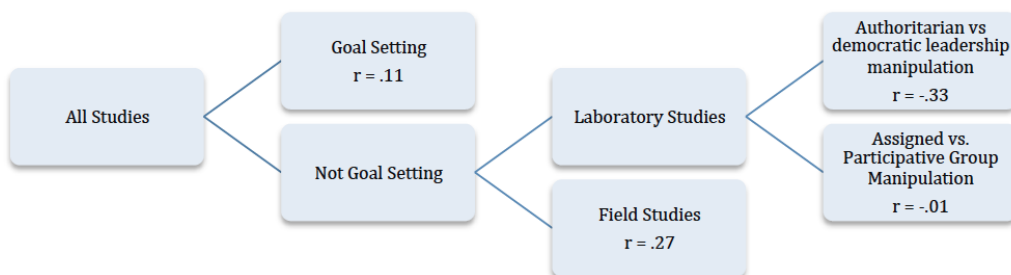 All Studies
Goal Setting
r = .11
Not Goal Setting
Laboratory Studies
Field Studies
r = .27
Authoritarian vs
democratic leadership
manipulation
r = -.33
Assigned vs.
Participative Group
Manipulation
r = -.01